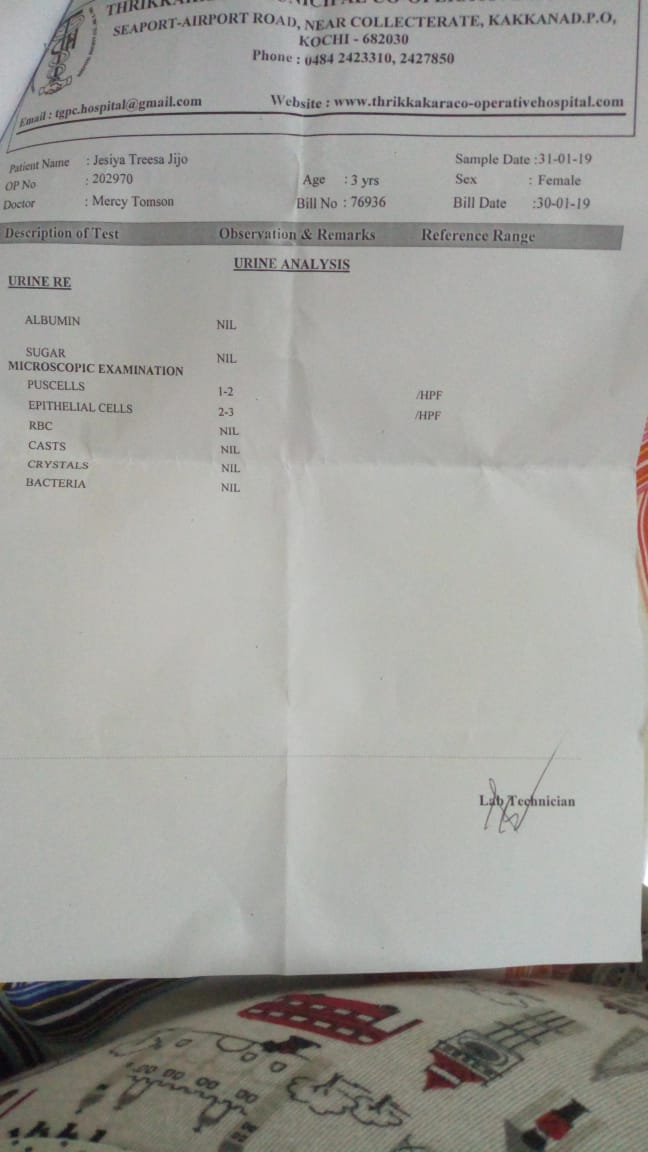 SEAPORT-AIRPORT ROAD, NEAR COLLECTERATE, KAKKANAD.P.O,
KOCHI - 682030
Phone : 0484 2423310, 2427850
Email : tgpc.hospital@gmail.com Website : www.thrikkakaraco-operativehospital.com
Patient Name : Jesiya Treesa Jijo Sample Date :31-01-19
OP No : 202970 Age : 3 yrs Sex : Female
Doctor : Mercy Tomson Bill No : 76936 Bill Date :30-01-19
Description of Test Observation & Remarks Reference Range
URINE ANALYSIS
URINE RE
ALBUMIN NIL
SUGAR NIL
MICROSCOPIC EXAMINATION
PUSCELLS 1-2 /HPF
EPITHELIAL CELLS 2-3 /HPF
RBC NIL
CASTS NIL
CRYSTALS NIL
BACTERIA NIL
Lab Technician